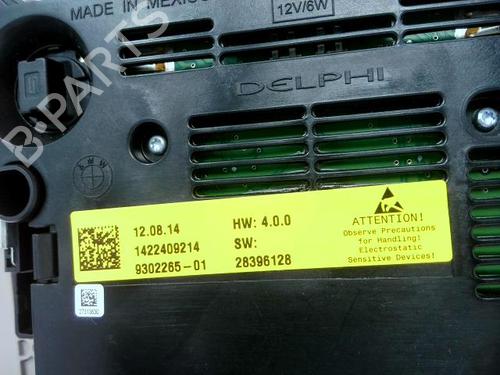 MADE IN MEXICO
12V/6W
DELPHI
B-PARTS
BMW
12.08.14
1422409214
9302265-01
HW: 4.0.0
SW:
28396128
ATTENTION!
Observe Precautions
for Handling!
Electrostatic
Sensitive Devices!